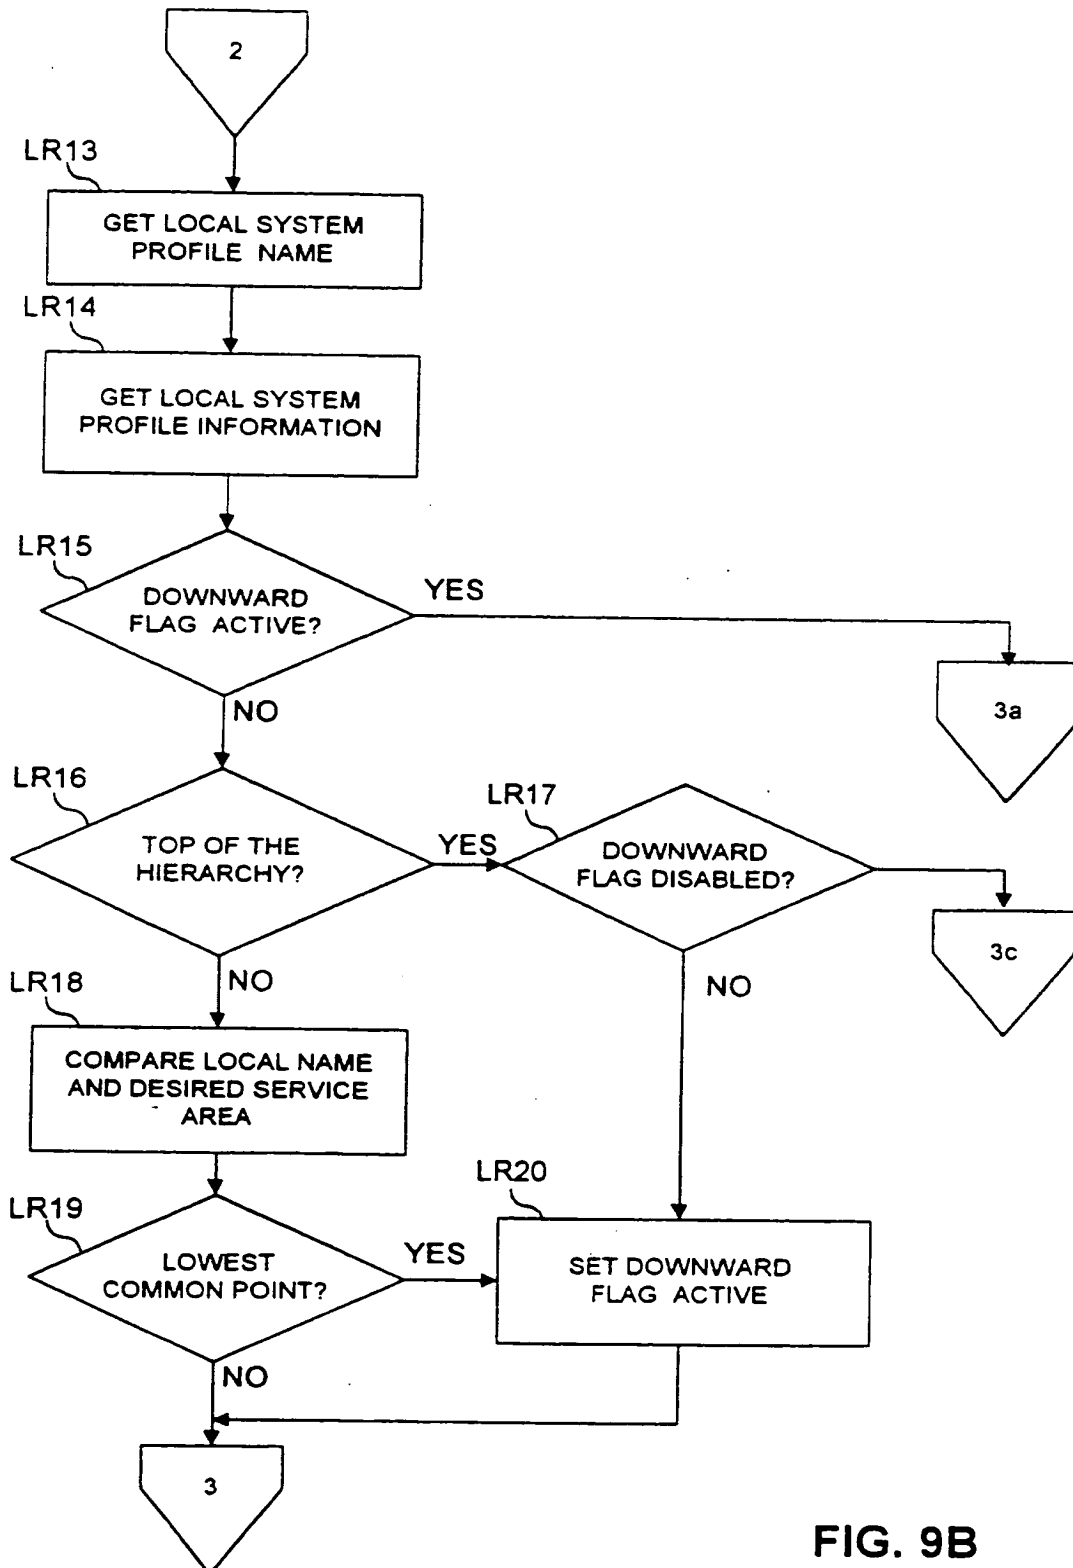 2
LR13
GET LOCAL SYSTEM
PROFILE NAME
LR14
GET LOCAL SYSTEM
PROFILE INFORMATION
LR15
DOWNWARD
FLAG ACTIVE?
YES
3a
NO
LR16
TOP OF THE
HIERARCHY?
YES
LR17
DOWNWARD
FLAG DISABLED?
3c
NO
NO
LR18
COMPARE LOCAL NAME
AND DESIRED SERVICE
AREA
LR19
LOWEST
COMMON POINT?
YES
LR20
SET DOWNWARD
FLAG ACTIVE
NO
3
FIG. 9B